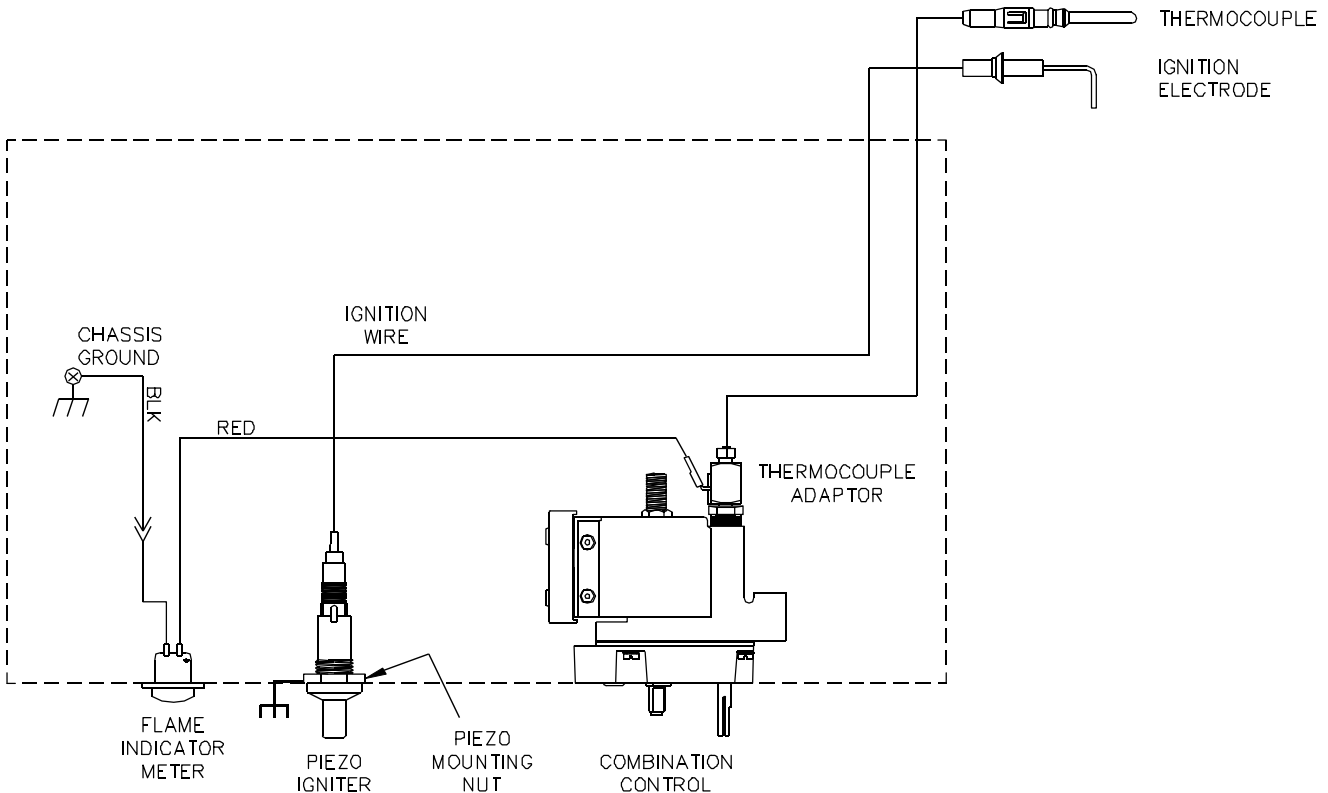 THERMOCOUPLE
IGNITION
ELECTRODE
IGNITION
WIRE
CHASSIS
GROUND
BLK
RED
THERMOCOUPLE
ADAPTOR
FLAME
INDICATOR
METER
PIEZO
IGNITER
PIEZO
MOUNTING
NUT
COMBINATION
CONTROL